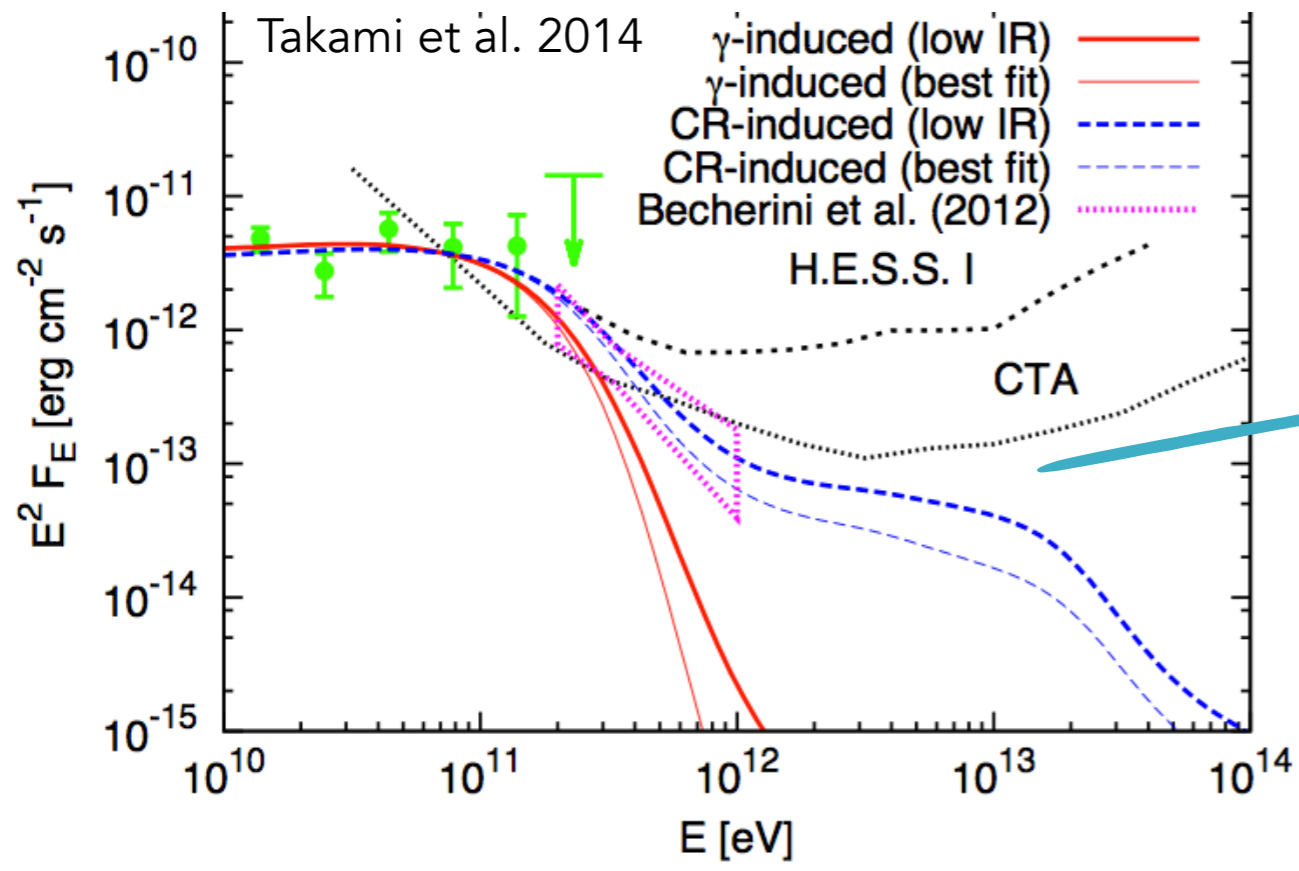 Takami et al. 2014
γ-induced (low IR)
γ-induced (best fit)
CR-induced (low IR)
CR-induced (best fit)
Becherini et al. (2012)
H.E.S.S. I
CTA
E² F_E [erg cm⁻² s⁻¹]
10⁻¹⁰
10⁻¹¹
10⁻¹²
10⁻¹³
10⁻¹⁴
10⁻¹⁵
10¹⁰ 10¹¹ 10¹² 10¹³ 10¹⁴
E [eV]